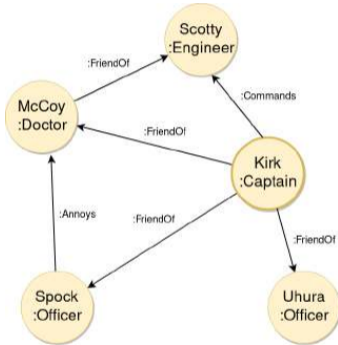 Scotty
:Engineer
:FriendOf
McCoy
:Doctor
:Commands
:FriendOf
Kirk
:Captain
:Annoys
:FriendOf
:FriendOf
Spock
:Officer
Uhura
:Officer